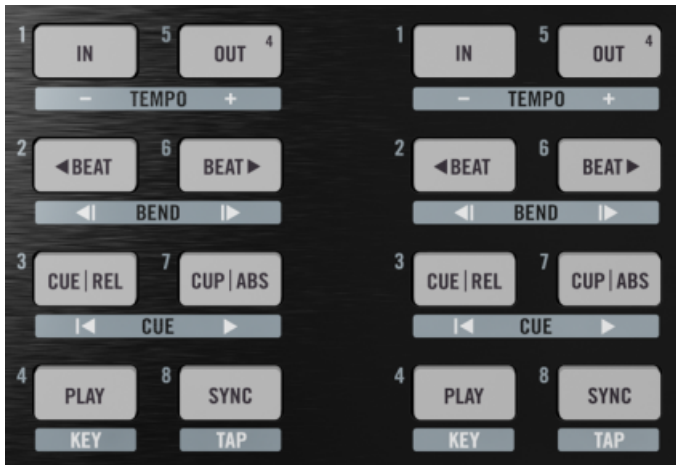 1 IN 5 OUT 4 1 IN 5 OUT 4
− TEMPO + − TEMPO +
2 ◀BEAT 6 BEAT▶ 2 ◀BEAT 6 BEAT▶
BEND BEND
3 CUE|REL 7 CUP|ABS 3 CUE|REL 7 CUP|ABS
CUE CUE
4 PLAY 8 SYNC 4 PLAY 8 SYNC
KEY TAP KEY TAP